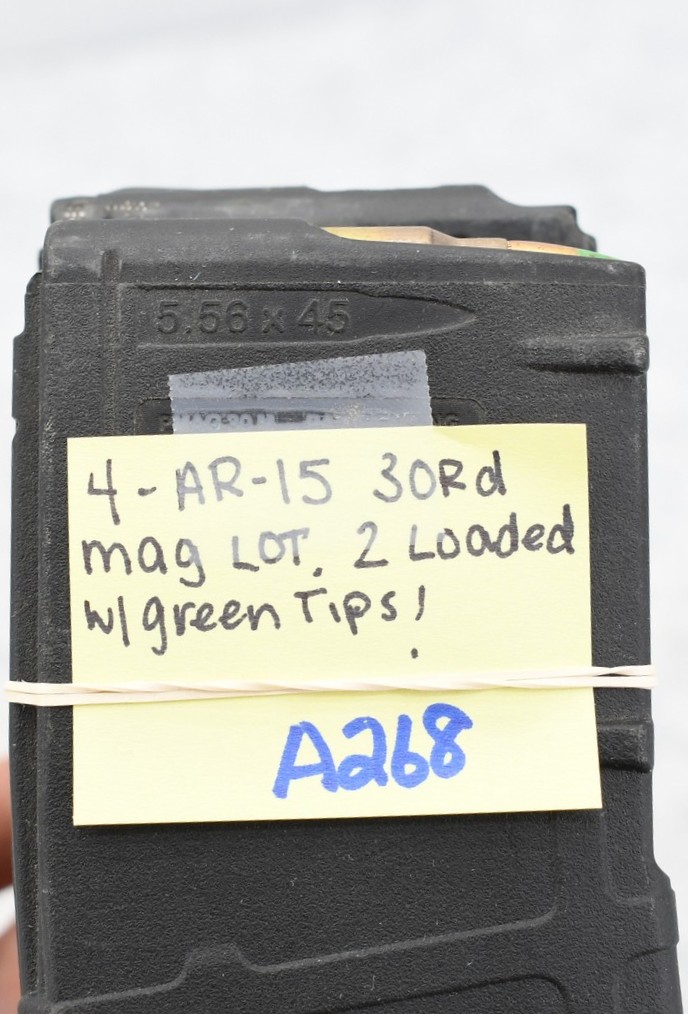 5.56 x 45
4-AR-15 30Rd
mag LOT. 2 Loaded
w/green Tips!
A268